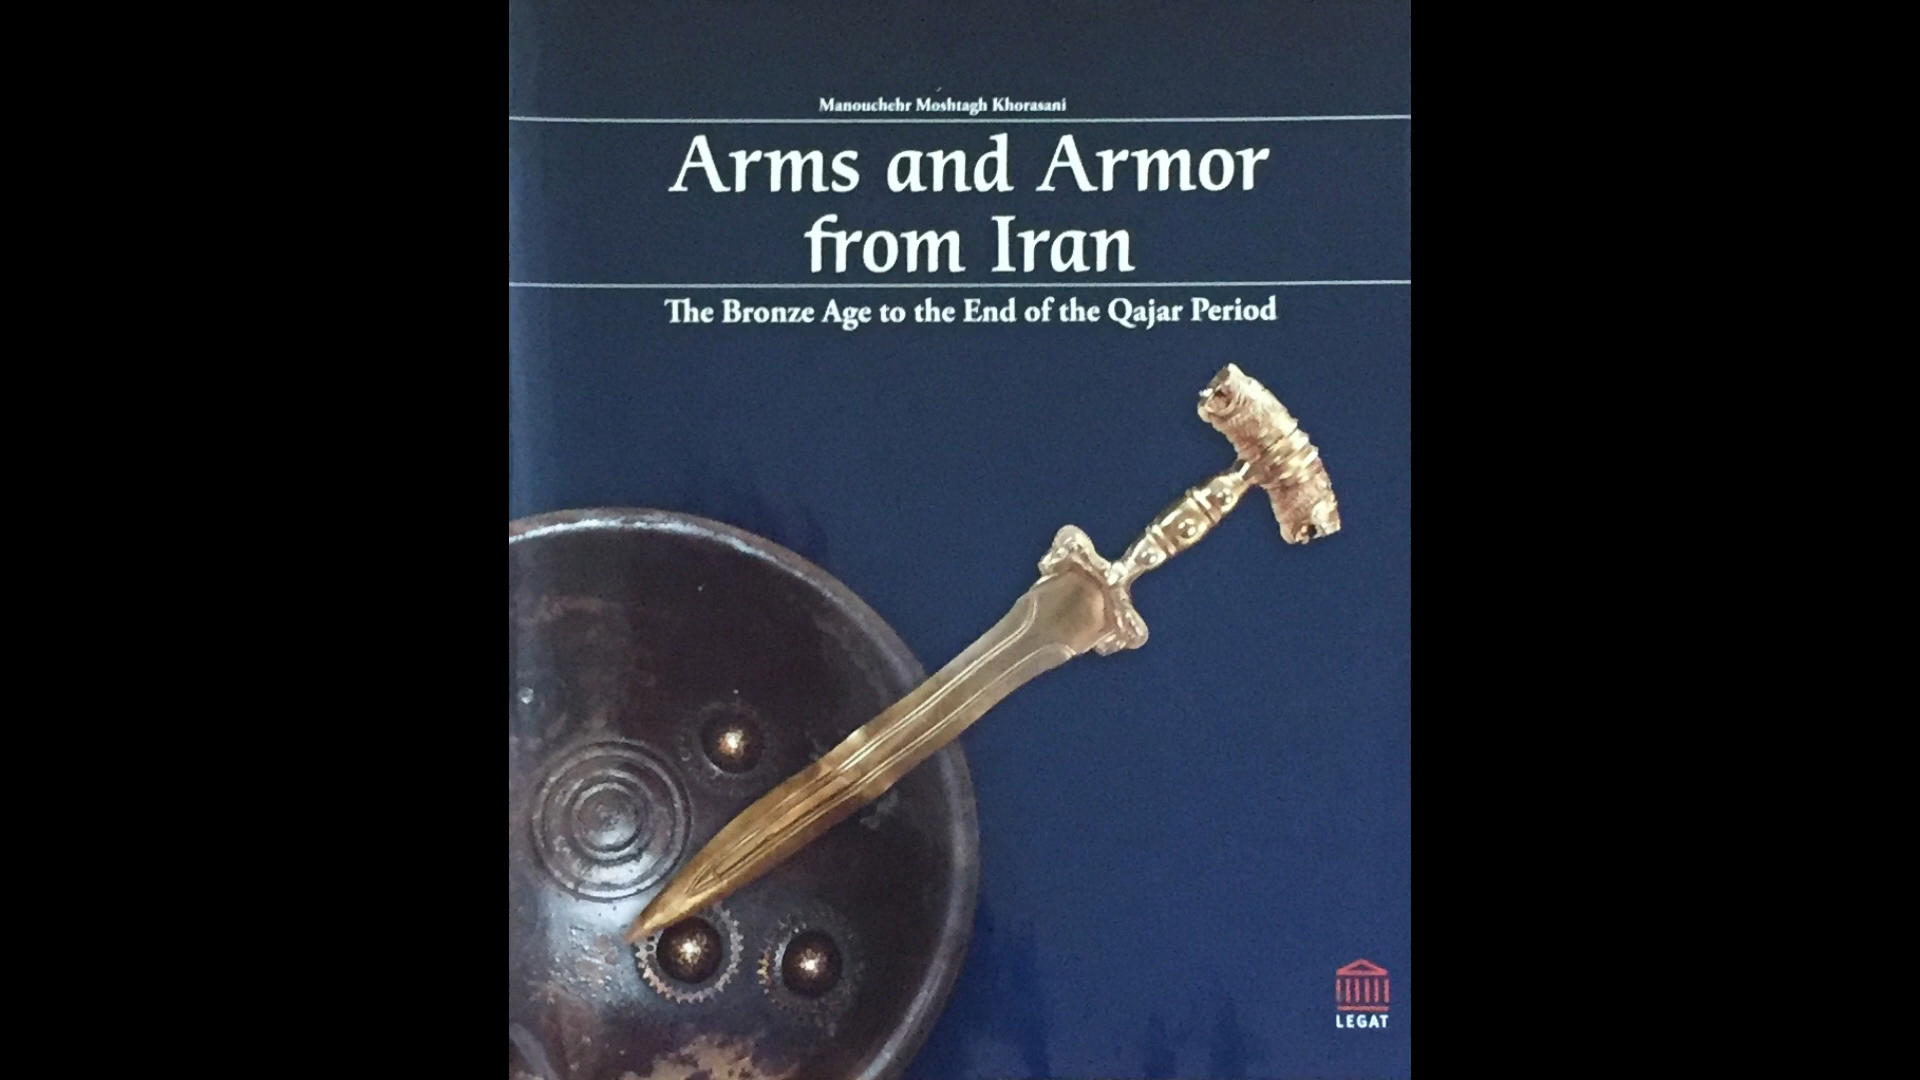 Manouchehr Moshtagh Khorasani
Arms and Armor
from Iran
The Bronze Age to the End of the Qajar Period
LEGAT